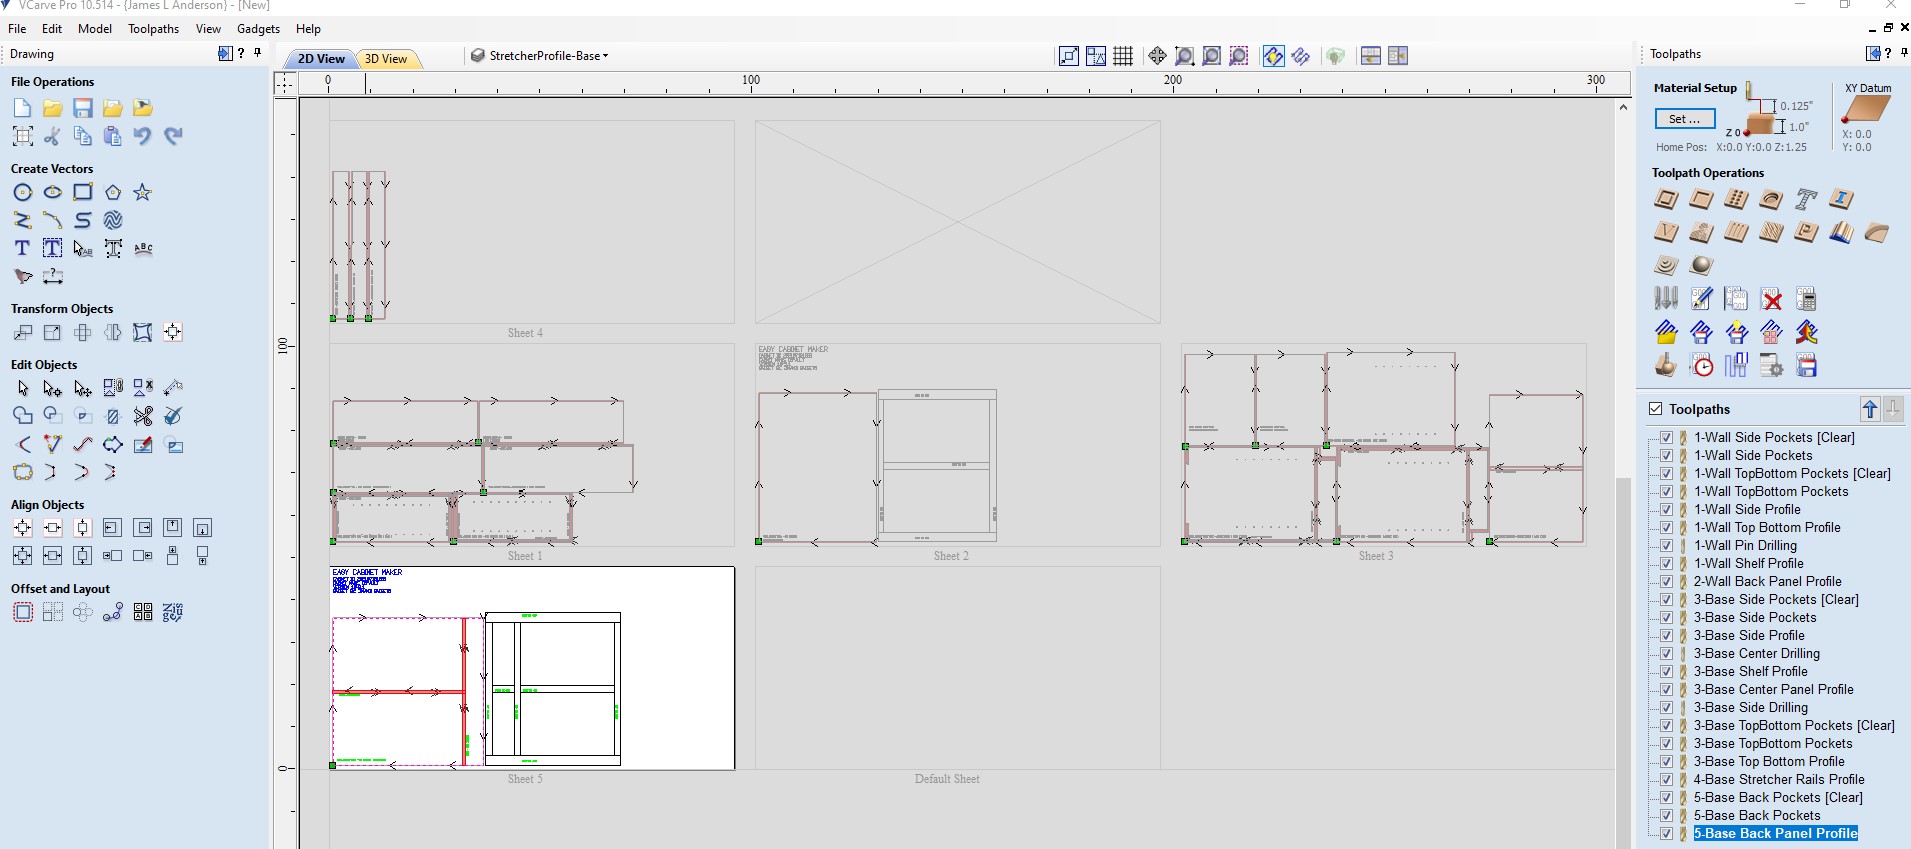 VCarve Pro 10.514 - {James L Anderson} - [New]
File Edit Model Toolpaths View Gadgets Help
Drawing
File Operations
Create Vectors
Transform Objects
Edit Objects
Align Objects
Offset and Layout
2D View 3D View StretcherProfile-Base
0 100 200 300
100
0
Sheet 4
EASY CABINET MAKER
Sheet 1
Sheet 2
Sheet 3
EASY CABINET MAKER
Sheet 5
Default Sheet
Toolpaths
Material Setup
Set ...
0.125"
1.0"
Z 0
XY Datum
X: 0.0
Y: 0.0
Home Pos: X:0.0 Y:0.0 Z:1.25
Toolpath Operations
Toolpaths
1-Wall Side Pockets [Clear]
1-Wall Side Pockets
1-Wall TopBottom Pockets [Clear]
1-Wall TopBottom Pockets
1-Wall Side Profile
1-Wall Top Bottom Profile
1-Wall Pin Drilling
1-Wall Shelf Profile
2-Wall Back Panel Profile
3-Base Side Pockets [Clear]
3-Base Side Pockets
3-Base Side Profile
3-Base Center Drilling
3-Base Shelf Profile
3-Base Center Panel Profile
3-Base Side Drilling
3-Base TopBottom Pockets [Clear]
3-Base TopBottom Pockets
3-Base Top Bottom Profile
4-Base Stretcher Rails Profile
5-Base Back Pockets [Clear]
5-Base Back Pockets
5-Base Back Panel Profile